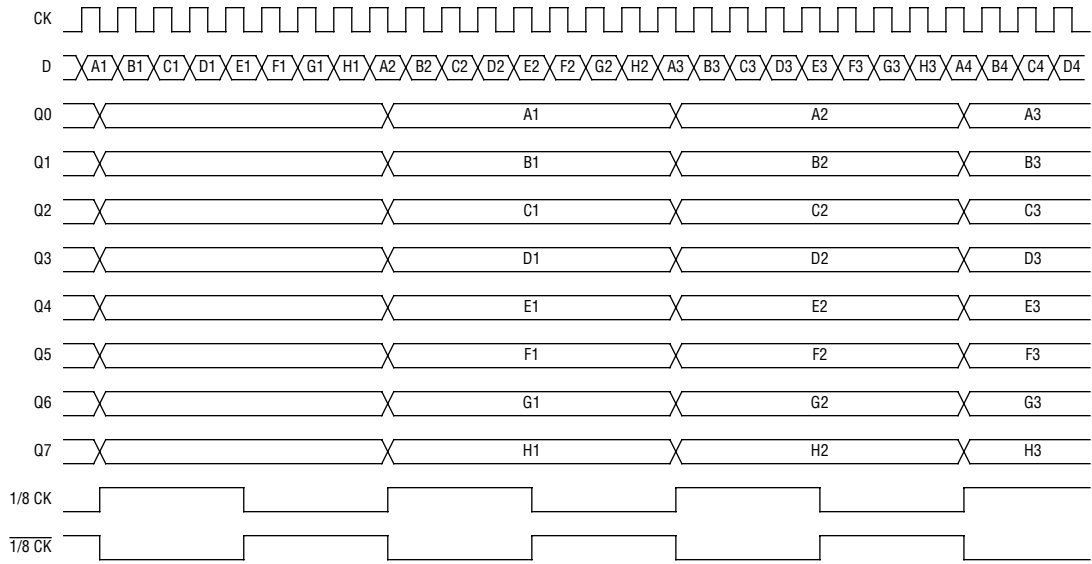 CK
D A1 B1 C1 D1 E1 F1 G1 H1 A2 B2 C2 D2 E2 F2 G2 H2 A3 B3 C3 D3 E3 F3 G3 H3 A4 B4 C4 D4
Q0 A1 A2 A3
Q1 B1 B2 B3
Q2 C1 C2 C3
Q3 D1 D2 D3
Q4 E1 E2 E3
Q5 F1 F2 F3
Q6 G1 G2 G3
Q7 H1 H2 H3
1/8 CK
1/8 CK